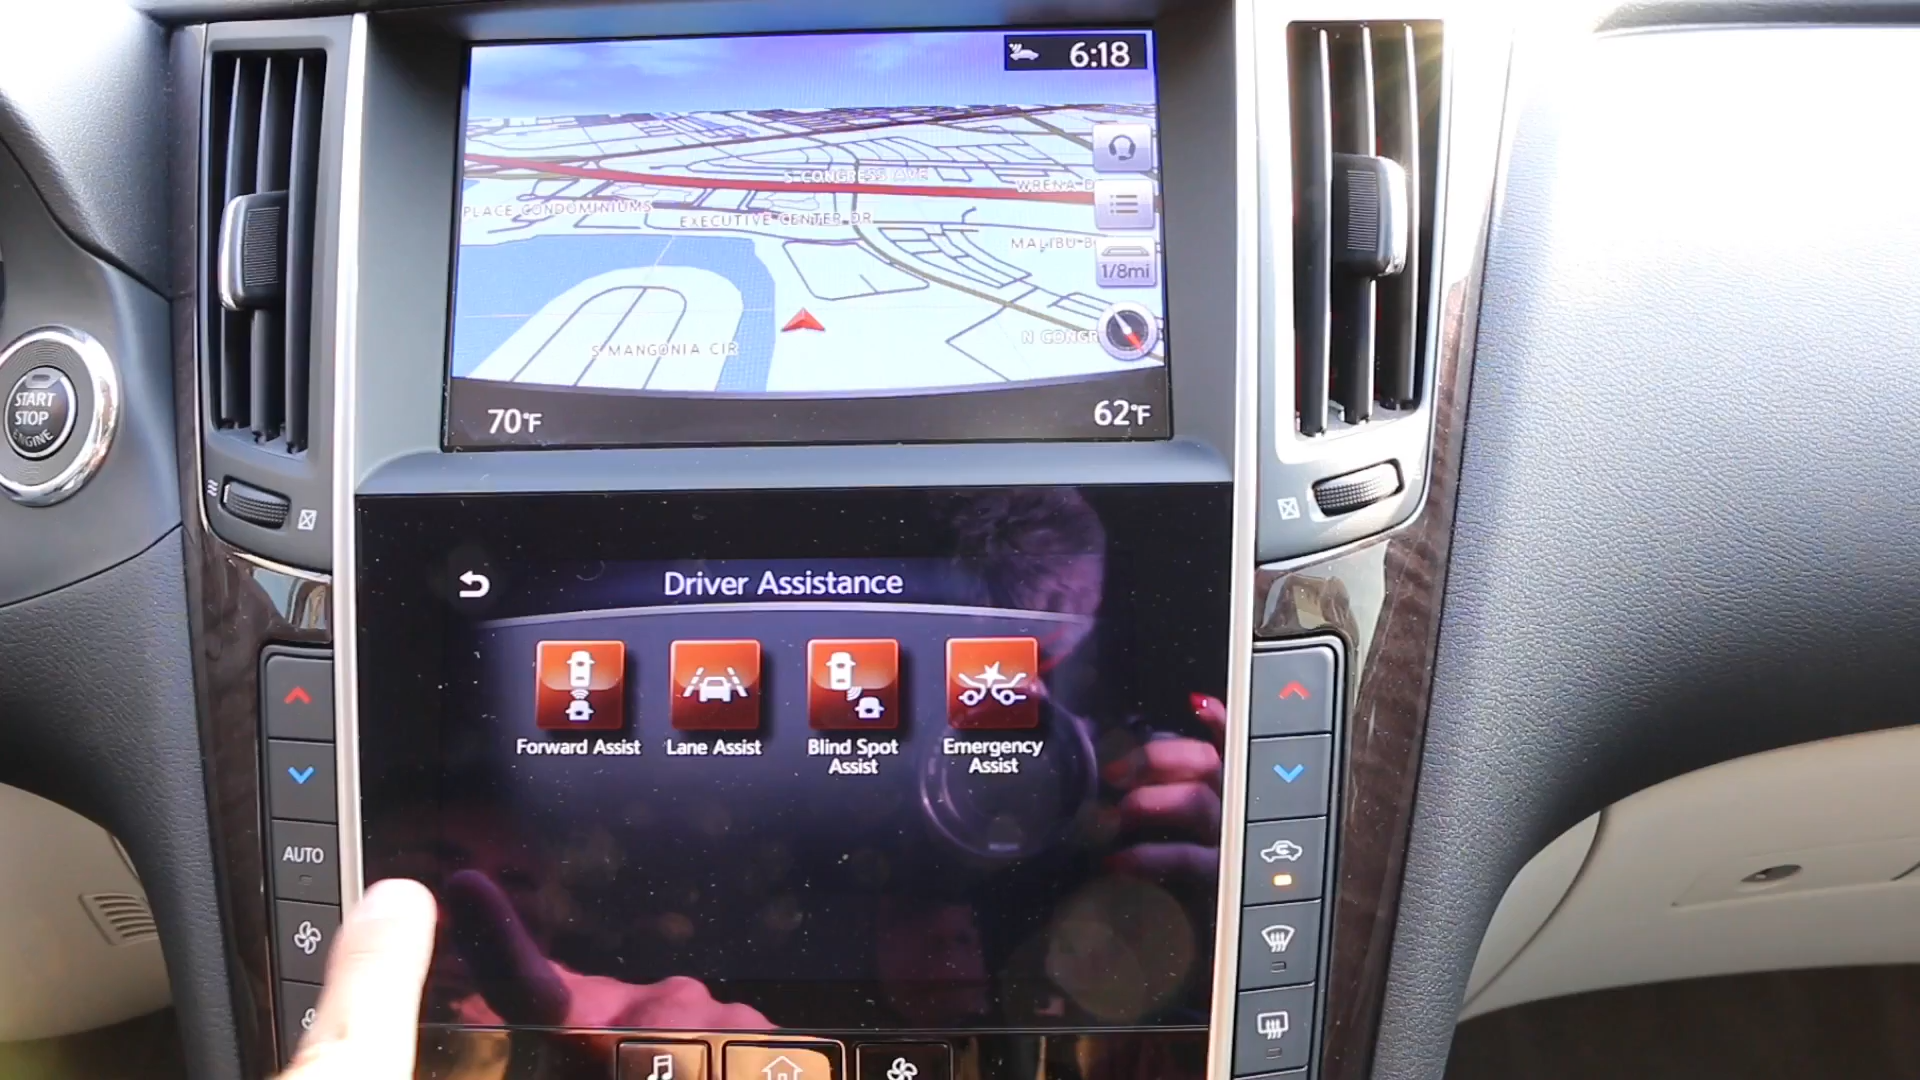 6:18
S CONGRESS AVE
WRENA D
PLACE CONDOMINIUMS
EXECUTIVE CENTER DR
MALIBU B
1/8mi
N CONGR
S MANGONIA CIR
70°F
62°F
START
STOP
ENGINE
Driver Assistance
Forward Assist
Lane Assist
Blind Spot
Assist
Emergency
Assist
AUTO